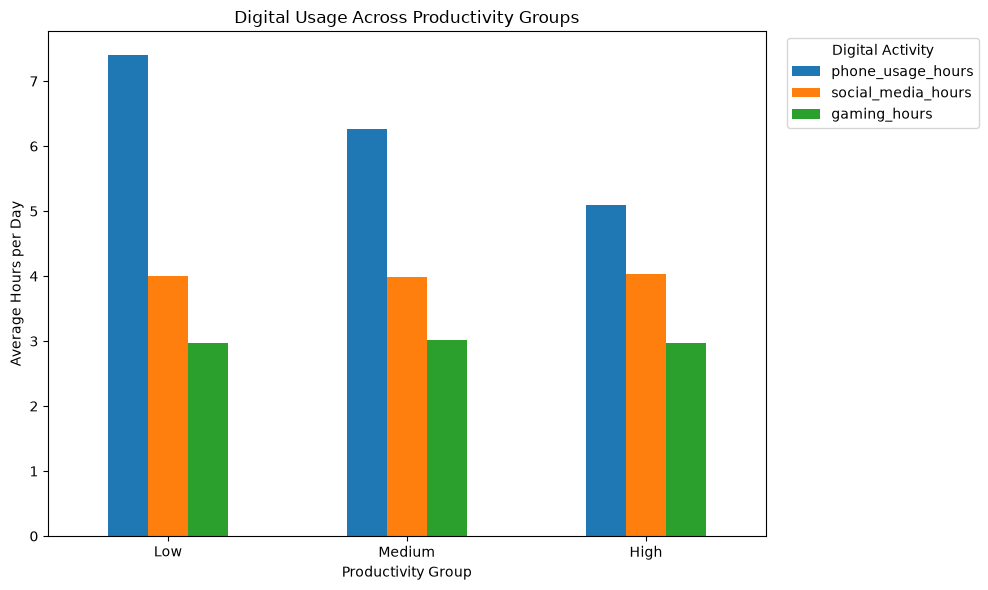 Digital Usage Across Productivity Groups
Digital Activity
phone_usage_hours
social_media_hours
gaming_hours
Average Hours per Day
7
6
5
4
3
2
1
0
Low Medium High
Productivity Group